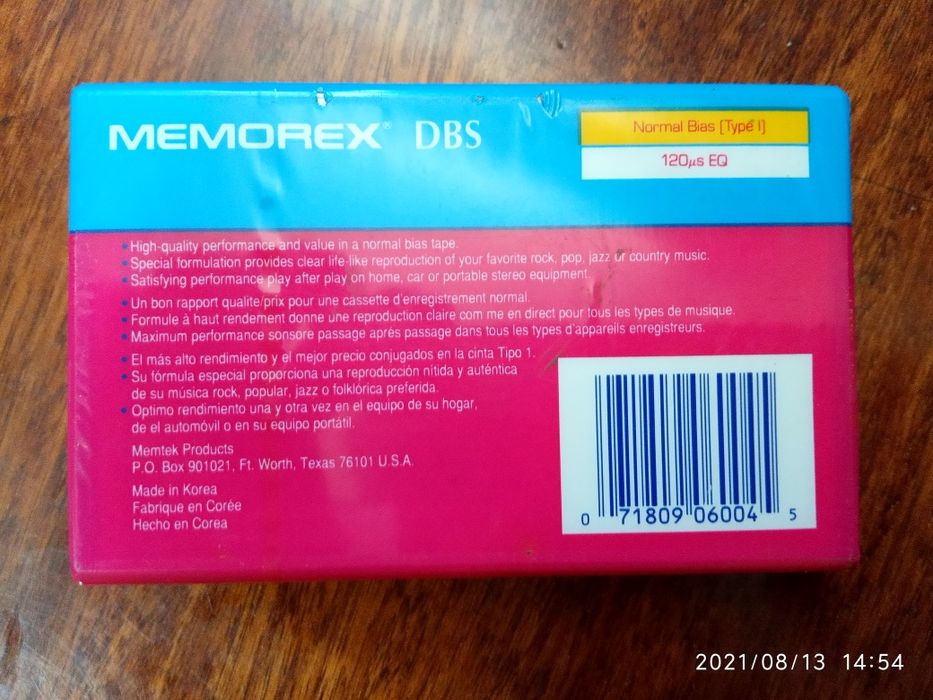 MEMOREX® DBS
Normal Bias [Type I]
120µs EQ
• High-quality performance and value in a normal bias tape.
• Special formulation provides clear life-like reproduction of your favorite rock, pop, jazz or country music.
• Satisfying performance play after play on home, car or portable stereo equipment.
• Un bon rapport qualite/prix pour une cassette d'enregistrement normal.
• Formule à haut rendement donne une reproduction claire com me en direct pour tous les types de musique.
• Maximum performance sonsore passage après passage dans tous les types d'appareils enregistreurs.
• El más alto rendimiento y el mejor precio conjugados en la cinta Tipo 1.
• Su fórmula especial proporciona una reproducción nítida y auténtica
de su música rock, popular, jazz o folklórica preferida.
• Optimo rendimiento una y otra vez en el equipo de su hogar,
de el automóvil o en su equipo portátil.
Memtek Products
P.O. Box 901021, Ft. Worth, Texas 76101 U.S.A.
Made in Korea
Fabrique en Corée
Hecho en Corea
0 71809 06004 5
2021/08/13 14:54